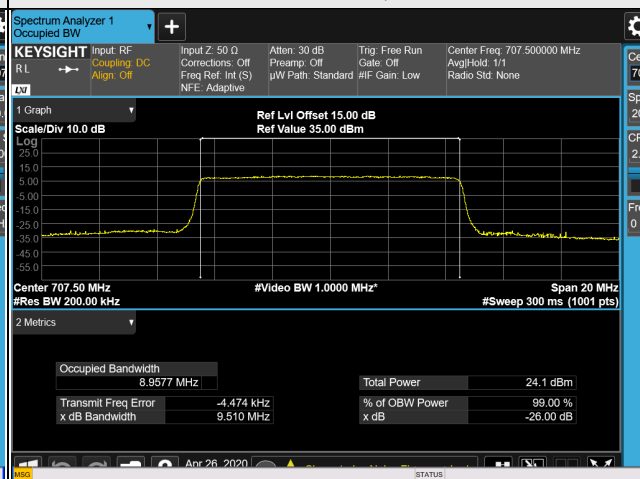 Spectrum Analyzer 1
Occupied BW
KEYSIGHT
R L
LXI
Input: RF
Coupling: DC
Align: Off
Input Z: 50 Ω
Corrections: Off
Freq Ref: Int (S)
NFE: Adaptive
Atten: 30 dB
Preamp: Off
µW Path: Standard
Trig: Free Run
Gate: Off
#IF Gain: Low
Center Freq: 707.500000 MHz
Avg|Hold: 1/1
Radio Std: None
1 Graph
Scale/Div 10.0 dB
Ref Lvl Offset 15.00 dB
Ref Value 35.00 dBm
Log
25.0
15.0
5.00
-5.00
-15.0
-25.0
-35.0
-45.0
-55.0
Center 707.50 MHz
#Res BW 200.00 kHz
#Video BW 1.0000 MHz*
Span 20 MHz
#Sweep 300 ms (1001 pts)
2 Metrics
Occupied Bandwidth
8.9577 MHz
Total Power 24.1 dBm
Transmit Freq Error -4.474 kHz
% of OBW Power 99.00 %
x dB Bandwidth 9.510 MHz
x dB -26.00 dB
Apr 26, 2020
MSG
STATUS